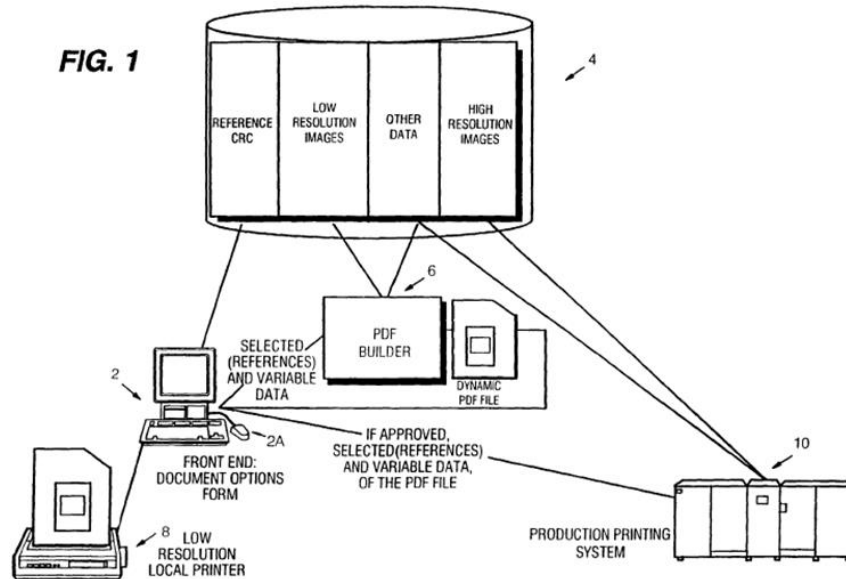 FIG. 1
4
REFERENCE
CRC
LOW
RESOLUTION
IMAGES
OTHER
DATA
HIGH
RESOLUTION
IMAGES
6
PDF
BUILDER
DYNAMIC
PDF FILE
SELECTED
(REFERENCES)
AND VARIABLE
DATA
2
2A
FRONT END:
DOCUMENT OPTIONS
FORM
IF APPROVED,
SELECTED(REFERENCES)
AND VARIABLE DATA,
OF THE PDF FILE
10
PRODUCTION PRINTING
SYSTEM
8
LOW
RESOLUTION
LOCAL PRINTER